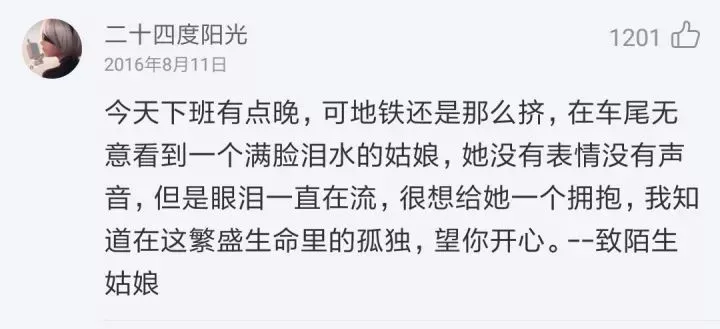 二十四度阳光
1201
2016年8月11日
今天下班有点晚，可地铁还是那么挤，在车尾无
意看到一个满脸泪水的姑娘，她没有表情没有声
音，但是眼泪一直在流，很想给她一个拥抱，我知
道在这繁盛生命里的孤独，望你开心。--致陌生
姑娘